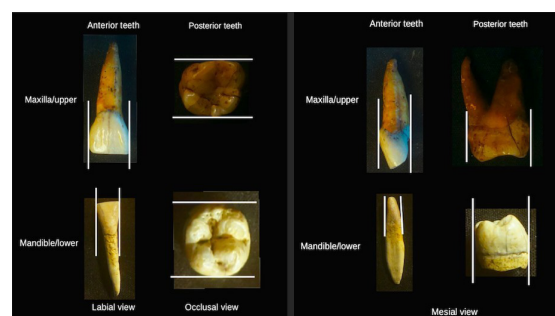 Anterior teeth Posterior teeth
Maxilla/upper
Mandible/lower
Labial view Occlusal view
Anterior teeth Posterior teeth
Maxilla/upper
Mandible/lower
Mesial view